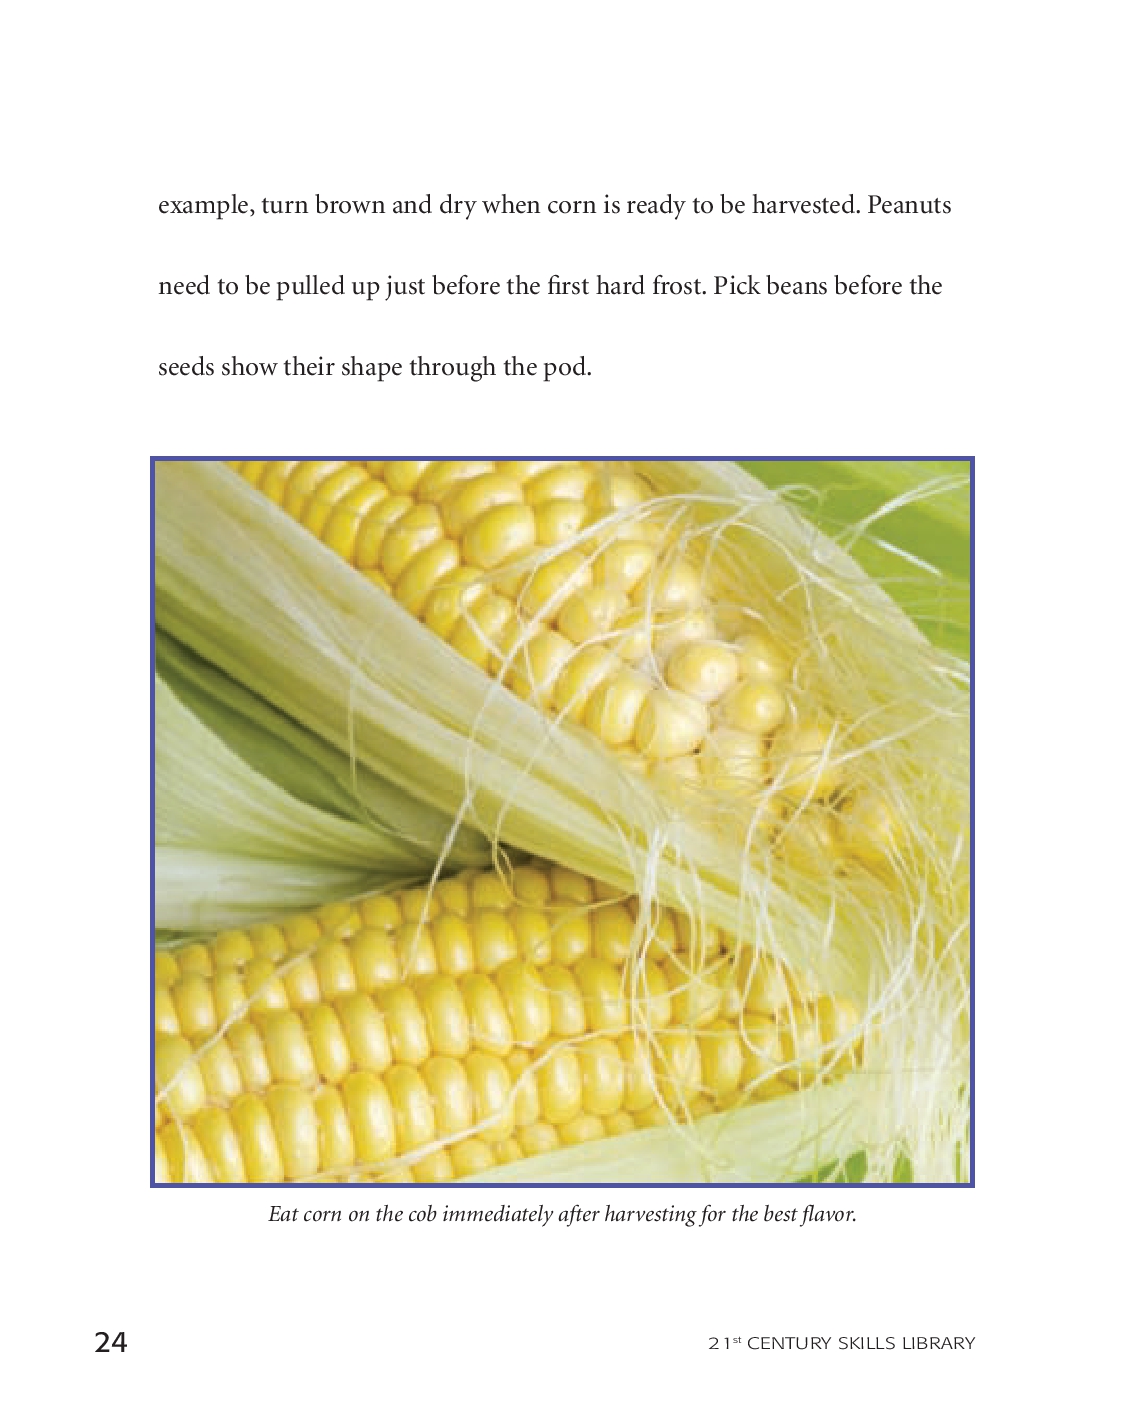 example, turn brown and dry when corn is ready to be harvested. Peanuts
need to be pulled up just before the first hard frost. Pick beans before the
seeds show their shape through the pod.
Eat corn on the cob immediately after harvesting for the best flavor.
24
21st CENTURY SKILLS LIBRARY